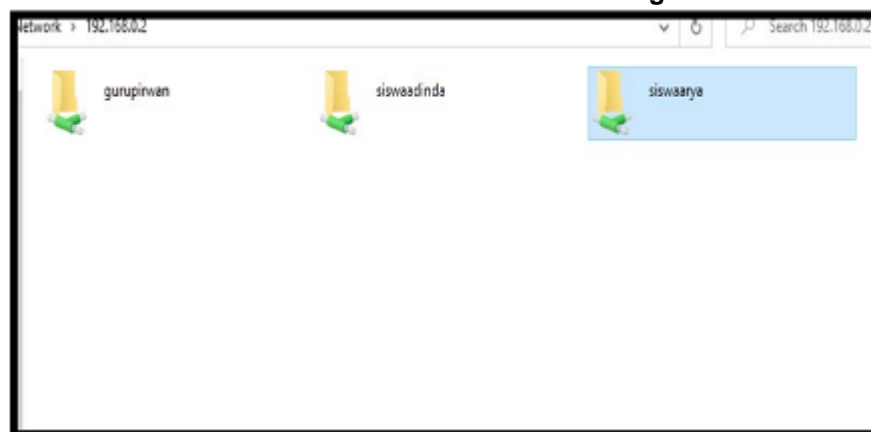 Network > 192.168.0.2
Search 192.168.0.2
gurupirwan
siswaadinda
siswaarya